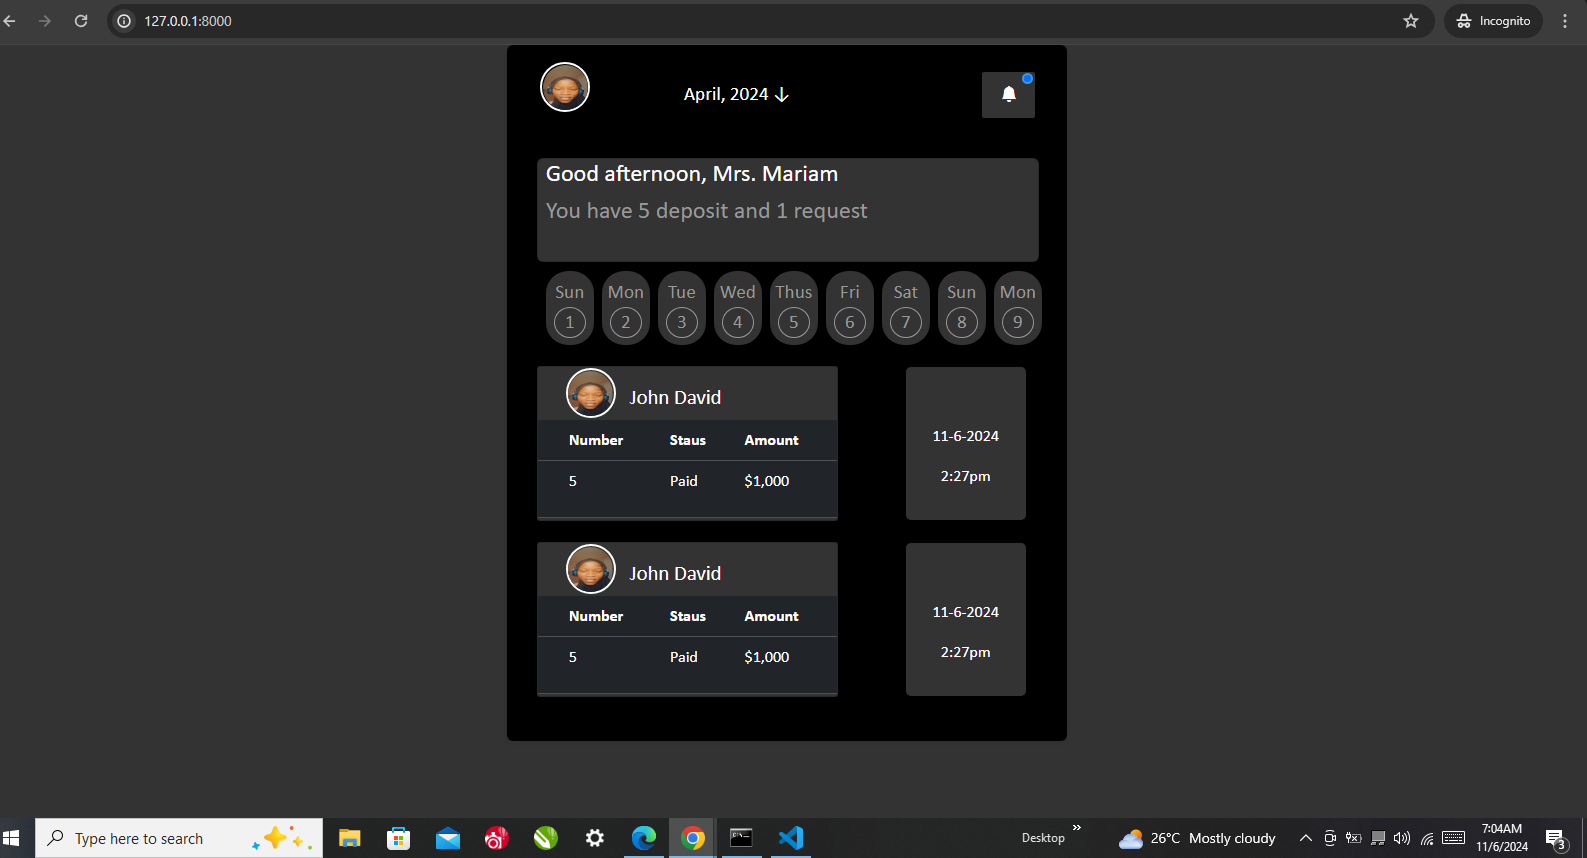 127.0.0.1:8000
Incognito
April, 2024
Good afternoon, Mrs. Mariam
You have 5 deposit and 1 request
Sun Mon Tue Wed Thus Fri Sat Sun Mon
1 2 3 4 5 6 7 8 9
John David
Number Staus Amount
5 Paid $1,000
11-6-2024
2:27pm
John David
Number Staus Amount
5 Paid $1,000
11-6-2024
2:27pm
Type here to search
Desktop
26°C Mostly cloudy
7:04AM
11/6/2024
3